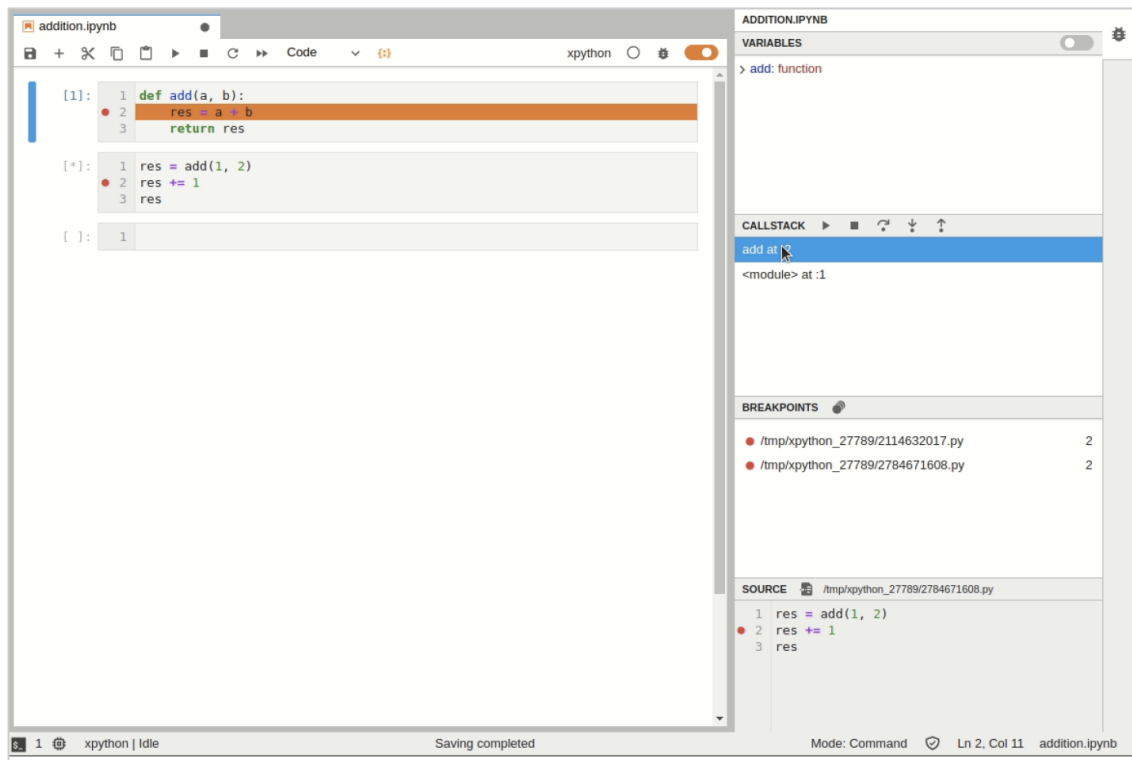 addition.ipynb
Code
xpython
[1]:
1 def add(a, b):
2     res = a + b
3     return res
[*]:
1 res = add(1, 2)
2 res += 1
3 res
[ ]:
1
ADDITION.IPYNB
VARIABLES
add: function
CALLSTACK
add at
<module> at :1
BREAKPOINTS
/tmp/xpython_27789/2114632017.py 2
/tmp/xpython_27789/2784671608.py 2
SOURCE /tmp/xpython_27789/2784671608.py
1 res = add(1, 2)
2 res += 1
3 res
$_ 1 xpython | Idle Saving completed Mode: Command Ln 2, Col 11 addition.ipynb